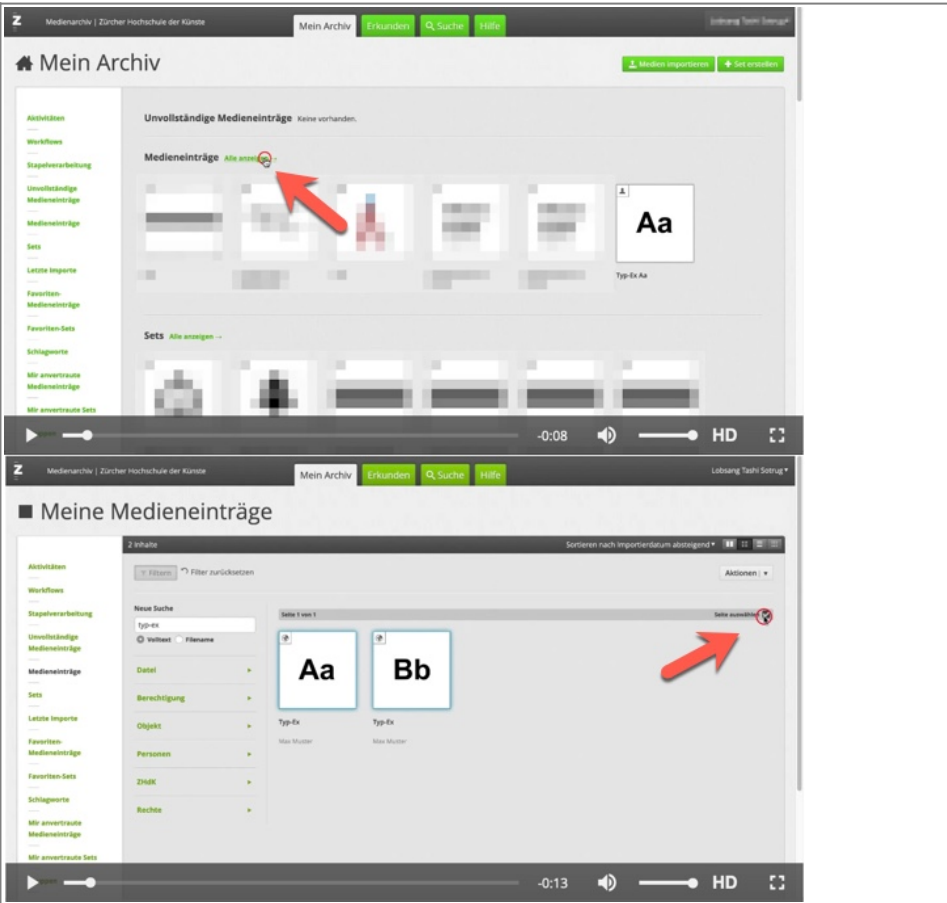 Z Medienarchiv | Zürcher Hochschule der Künste Mein Archiv Erkunden Suche Hilfe
Mein Archiv Medien importieren Set erstellen
Aktivitäten
Workflows
Stapelverarbeitung
Unvollständige
Medieneinträge
Medieneinträge
Sets
Letzte Importe
Favoriten-
Medieneinträge
Favoriten-Sets
Schlagworte
Mir anvertraute
Medieneinträge
Mir anvertraute Sets
Unvollständige Medieneinträge Keine vorhanden.
Medieneinträge Alle anzeigen →
Aa
Typ-Ex Aa
Sets Alle anzeigen →
-0:08 HD
Z Medienarchiv | Zürcher Hochschule der Künste Mein Archiv Erkunden Suche Hilfe Lobsang Tashi Sotrug
Meine Medieneinträge
Aktivitäten
Workflows
Stapelverarbeitung
Unvollständige
Medieneinträge
Medieneinträge
Sets
Letzte Importe
Favoriten-
Medieneinträge
Favoriten-Sets
Schlagworte
Mir anvertraute
Medieneinträge
Mir anvertraute Sets
2 Inhalte Sortieren nach Importierdatum absteigend
Filtern Filter zurücksetzen Aktionen
Neue Suche
typ-ex
Volltext Filename
Datei
Berechtigung
Objekt
Personen
ZHdK
Rechte
Seite 1 von 1 Seite auswählen
Aa Bb
Typ-Ex Typ-Ex
Max Muster Max Muster
-0:13 HD